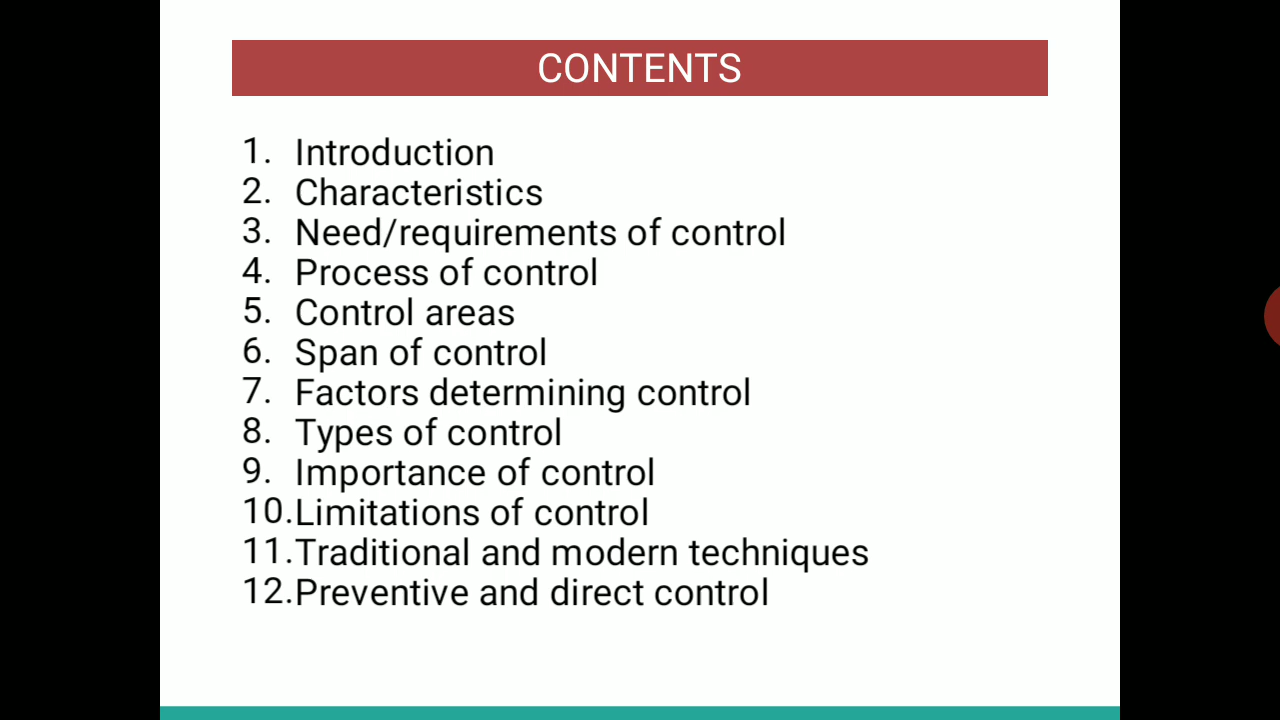 CONTENTS
1. Introduction
2. Characteristics
3. Need/requirements of control
4. Process of control
5. Control areas
6. Span of control
7. Factors determining control
8. Types of control
9. Importance of control
10.Limitations of control
11.Traditional and modern techniques
12.Preventive and direct control